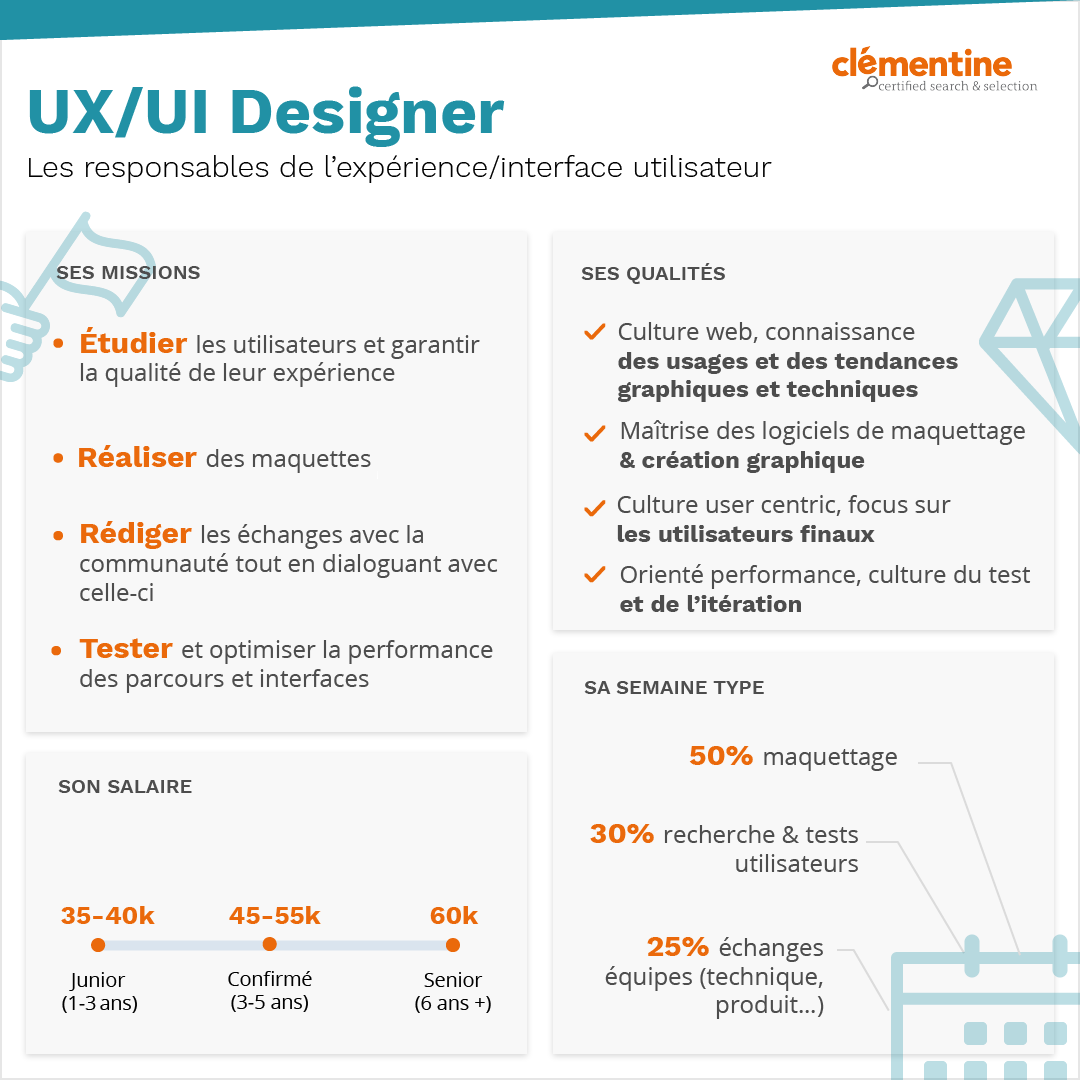 clémentine
certified search & selection
UX/UI Designer
Les responsables de l’expérience/interface utilisateur
SES MISSIONS
• Étudier les utilisateurs et garantir
la qualité de leur expérience
• Réaliser des maquettes
• Rédiger les échanges avec la
communauté tout en dialoguant avec
celle-ci
• Tester et optimiser la performance
des parcours et interfaces
SON SALAIRE
35-40k 45-55k 60k
Junior Confirmé Senior
(1-3 ans) (3-5 ans) (6 ans +)
SES QUALITÉS
Culture web, connaissance
des usages et des tendances
graphiques et techniques
Maîtrise des logiciels de maquettage
& création graphique
Culture user centric, focus sur
les utilisateurs finaux
Orienté performance, culture du test
et de l’itération
SA SEMAINE TYPE
50% maquettage
30% recherche & tests
utilisateurs
25% échanges
équipes (technique,
produit...)